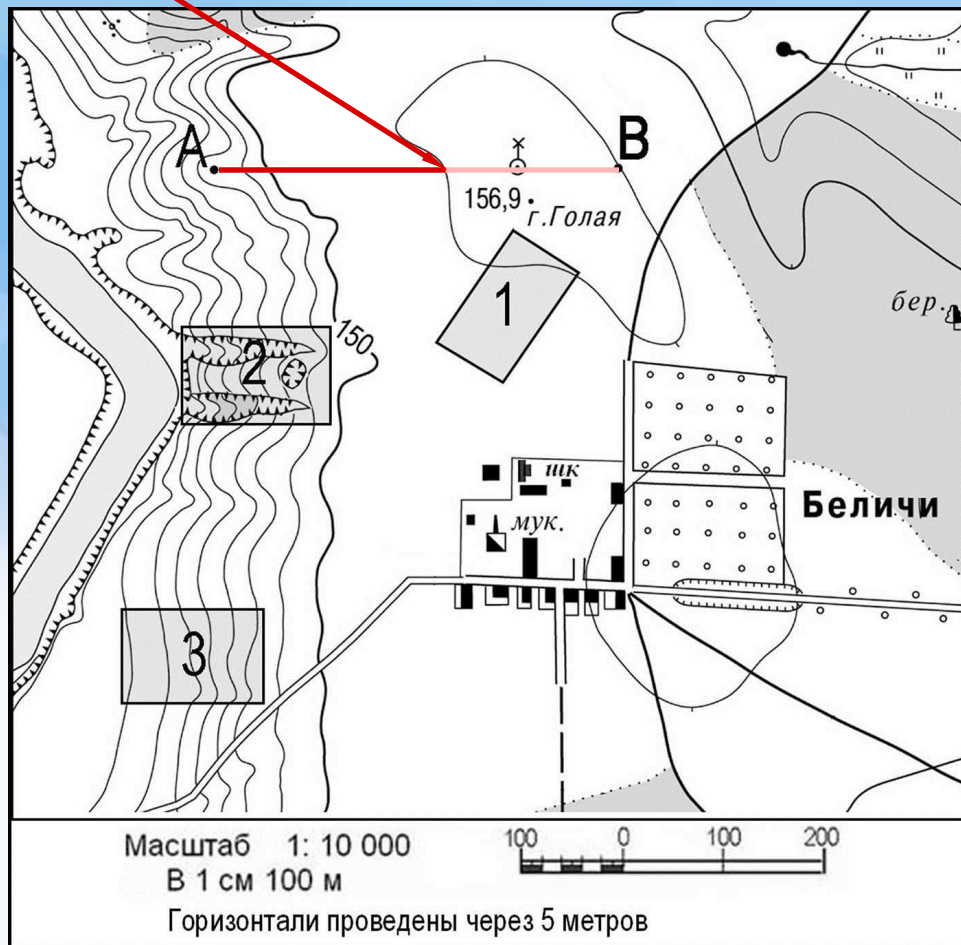 А
В
156,9
г.Голая
1
бер.
150
2
шк
Беличи
мук.
3
Масштаб 1: 10 000
В 1 см 100 м
100 0 100 200
Горизонтали проведены через 5 метров